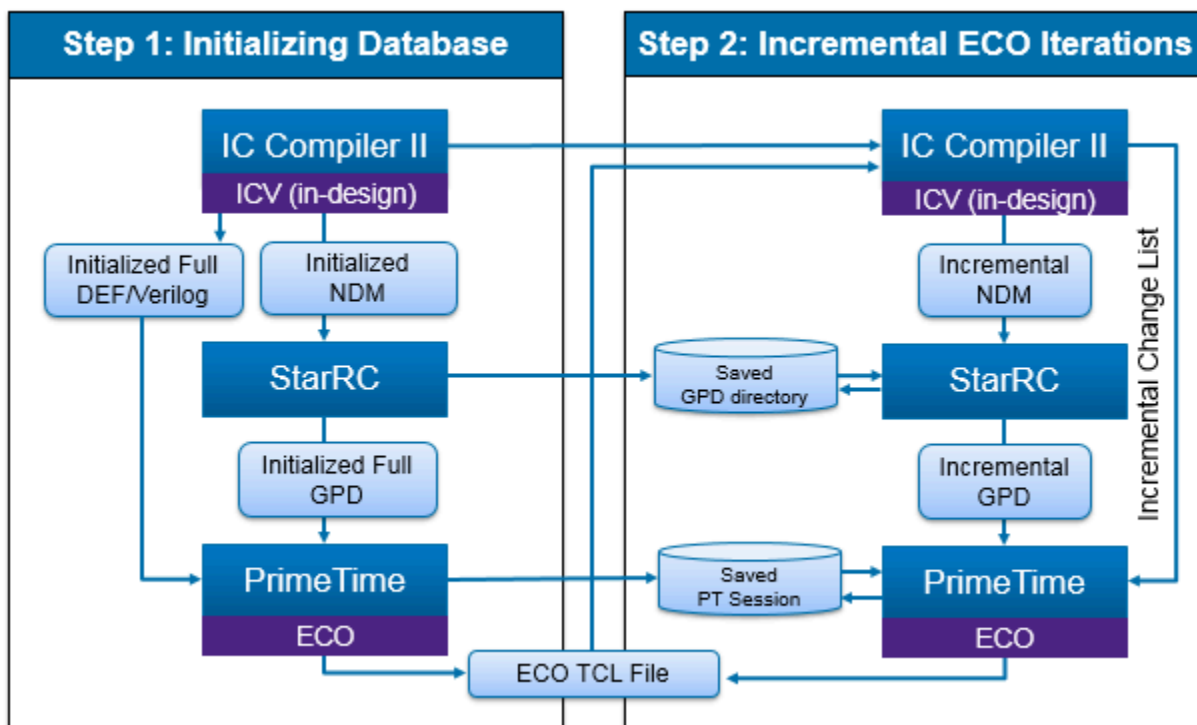 Step 1: Initializing Database
IC Compiler II
ICV (in-design)
Initialized Full
DEF/Verilog
Initialized
NDM
StarRC
Initialized Full
GPD
PrimeTime
ECO
Step 2: Incremental ECO Iterations
IC Compiler II
ICV (in-design)
Incremental
NDM
Saved
GPD directory
StarRC
Incremental
GPD
Incremental Change List
Saved
PT Session
PrimeTime
ECO
ECO TCL File